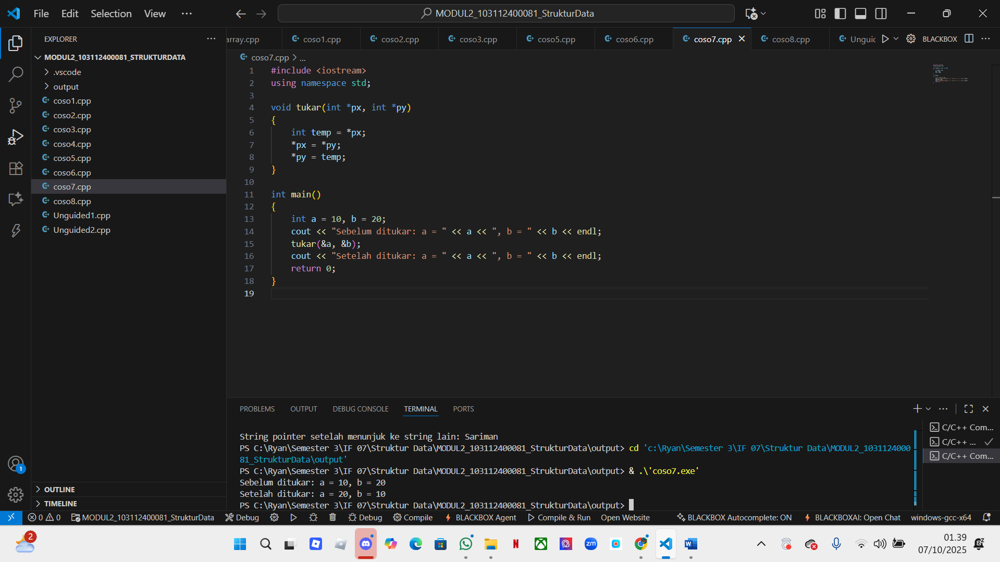 File Edit Selection View
MODUL2_103112400081_StrukturData
EXPLORER
MODUL2_103112400081_STRUKTURDATA
.vscode
output
coso1.cpp
coso2.cpp
coso3.cpp
coso4.cpp
coso5.cpp
coso6.cpp
coso7.cpp
coso8.cpp
Unguided1.cpp
Unguided2.cpp
OUTLINE
TIMELINE
array.cpp coso1.cpp coso2.cpp coso3.cpp coso5.cpp coso6.cpp coso7.cpp coso8.cpp Unguid BLACKBOX
coso7.cpp > ...
1 #include <iostream>
2 using namespace std;
3
4 void tukar(int *px, int *py)
5 {
6 int temp = *px;
7 *px = *py;
8 *py = temp;
9 }
10
11 int main()
12 {
13 int a = 10, b = 20;
14 cout << "Sebelum ditukar: a = " << a << ", b = " << b << endl;
15 tukar(&a, &b);
16 cout << "Setelah ditukar: a = " << a << ", b = " << b << endl;
17 return 0;
18 }
19
PROBLEMS OUTPUT DEBUG CONSOLE TERMINAL PORTS
String pointer setelah menunjuk ke string lain: Sariman
PS C:\Ryan\Semester 3\IF 07\Struktur Data\MODUL2_103112400081_StrukturData\output> cd 'c:\Ryan\Semester 3\IF 07\Struktur Data\MODUL2_1031124000
81_StrukturData\output'
PS C:\Ryan\Semester 3\IF 07\Struktur Data\MODUL2_103112400081_StrukturData\output> & .\'coso7.exe'
Sebelum ditukar: a = 10, b = 20
Setelah ditukar: a = 20, b = 10
PS C:\Ryan\Semester 3\IF 07\Struktur Data\MODUL2_103112400081_StrukturData\output>
C/C++ Com...
C/C++ ...
C/C++ Com...
1
0 0 MODUL2_103112400081_StrukturData Debug Debug Compile BLACKBOX Agent Compile & Run Open Website BLACKBOX Autocomplete: ON BLACKBOXAI: Open Chat windows-gcc-x64
2
N
zm
W
01.39
07/10/2025